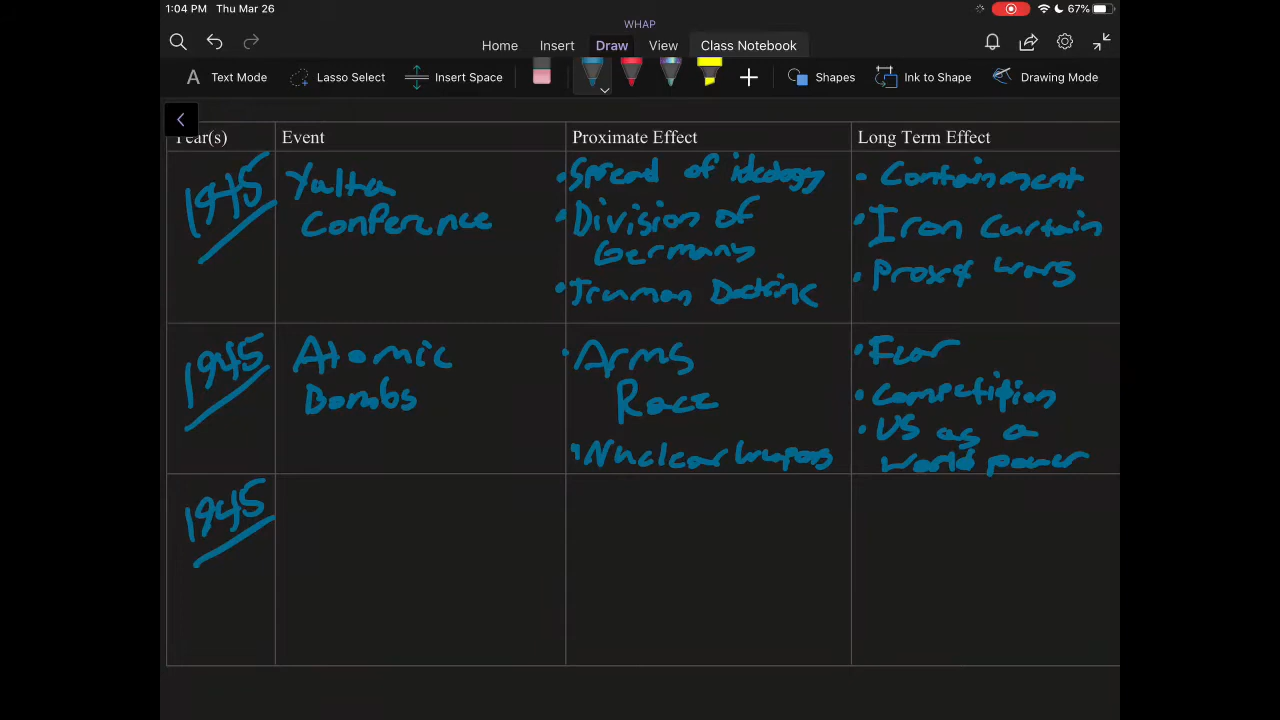 1:04 PM Thu Mar 26
67%
WHAP
Home Insert Draw View Class Notebook
Text Mode Lasso Select Insert Space Shapes Ink to Shape Drawing Mode
Year(s) Event Proximate Effect Long Term Effect
1945
Yalta
Conference
• Spread of ideology
• Division of
Germany
• Truman Doctrine
• Containment
• Iron Curtain
• Proxy wars
1945
Atomic
Bombs
• Arms
Race
• Nuclear Weapons
• Fear
• Competition
• US as a
world power
1945